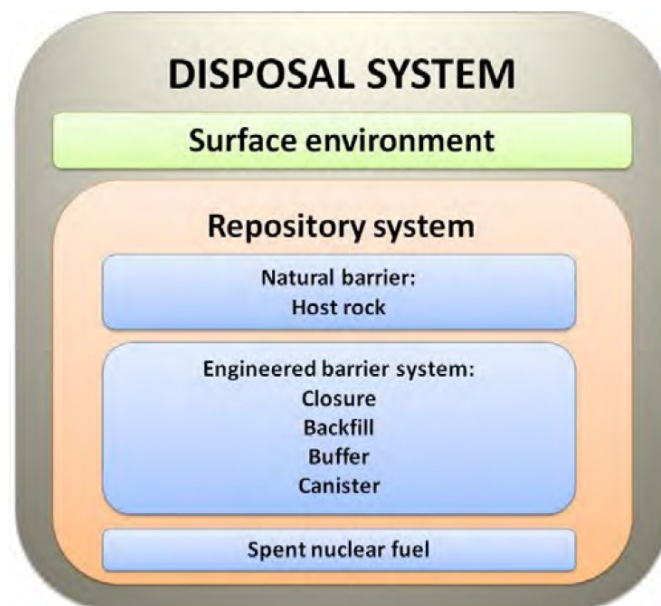 DISPOSAL SYSTEM
Surface environment
Repository system
Natural barrier:
Host rock
Engineered barrier system:
Closure
Backfill
Buffer
Canister
Spent nuclear fuel